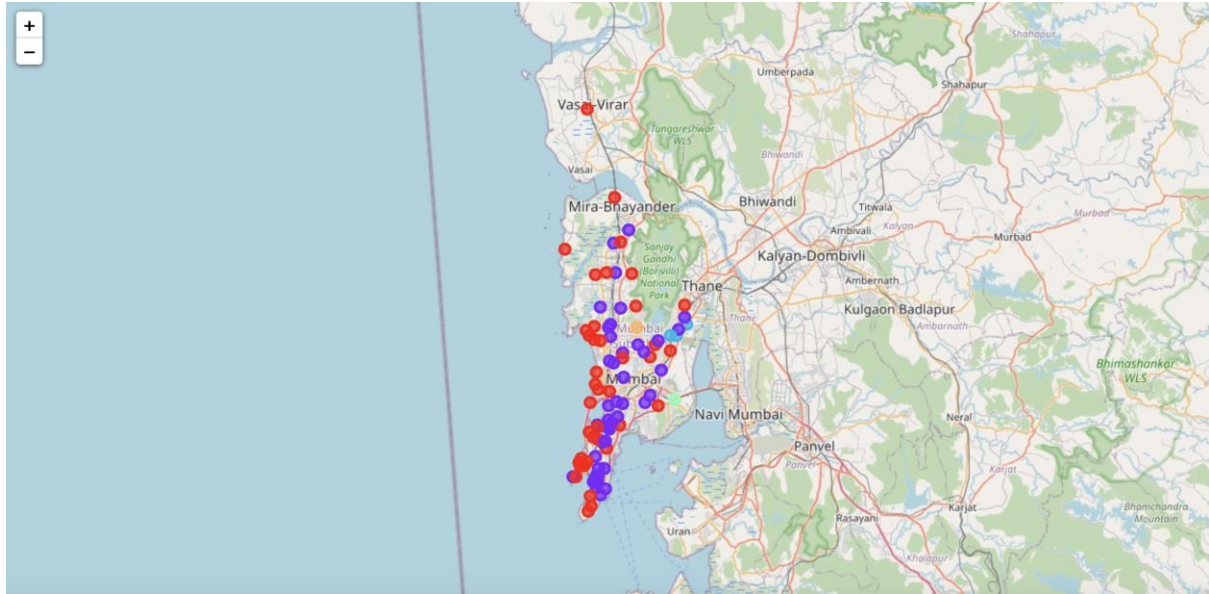 +
−
Shahapur
Umberpada
Shahapur
Vasai-Virar
Tungareshwar
WLS
Bhiwandi
Vasai
Mira-Bhayander
Bhiwandi
Titwala
Murbad
Ambivali
Kalyan
Murbad
Sanjay
Gandhi
(Borivili)
National
Park
Kalyan-Dombivli
Thane
Ambernath
Kulgaon Badlapur
Thane
Ambarnath
Mumbai
Bhimashankar
WLS
Mumbai
Navi Mumbai
Neral
Panvel
Panvel
Karjat
Karjat
Bhamchandra
Mountain
Rasayani
Uran
Khalapur